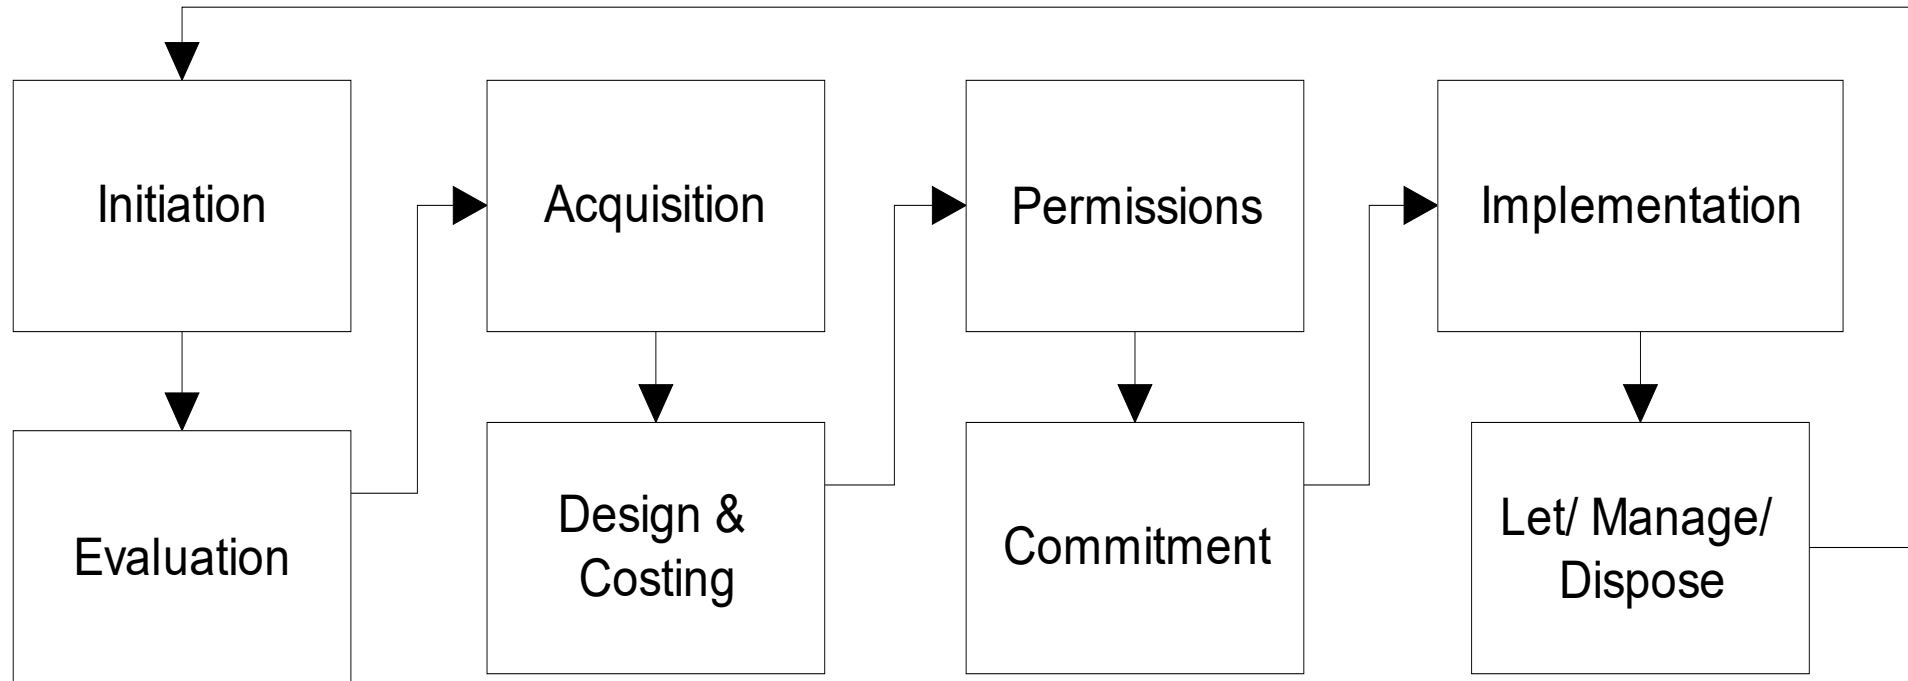 Initiation
Evaluation
Acquisition
Design &
Costing
Permissions
Commitment
Implementation
Let/ Manage/
Dispose